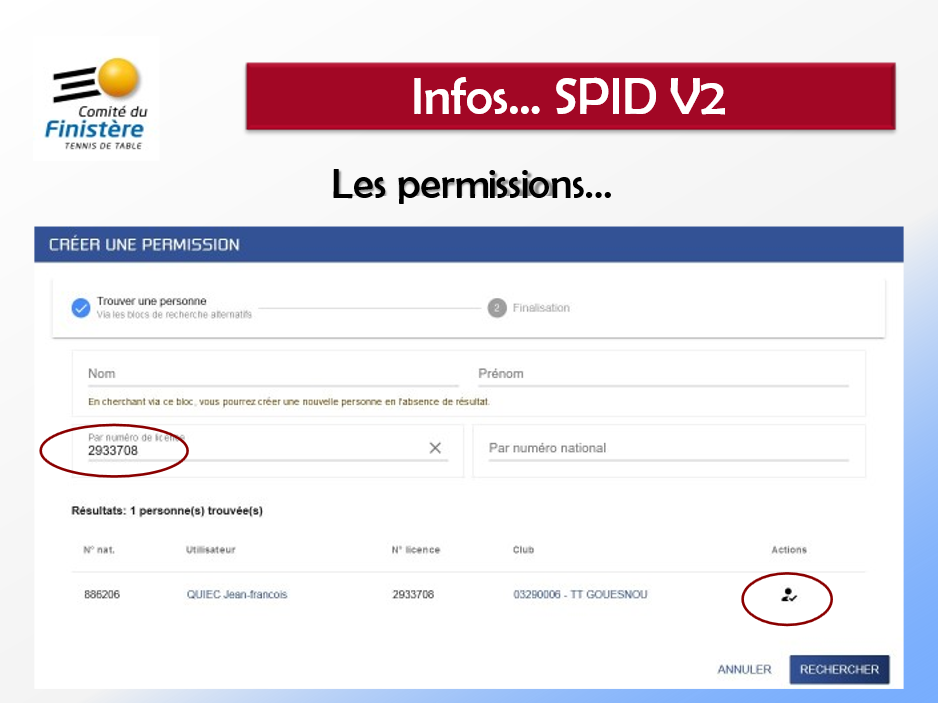 Comité du
Finistère
TENNIS DE TABLE
Infos... SPID V2
Les permissions...
CRÉER UNE PERMISSION
Trouver une personne
Via les blocs de recherche alternatifs
2 Finalisation
Nom Prénom
En cherchant via ce bloc, vous pourrez créer une nouvelle personne en l'absence de résultat.
Par numéro de licence
2933708
Par numéro national
Résultats: 1 personne(s) trouvée(s)
N° nat. Utilisateur N° licence Club Actions
886206 QUIEC Jean-francois 2933708 03290006 - TT GOUESNOU
ANNULER RECHERCHER